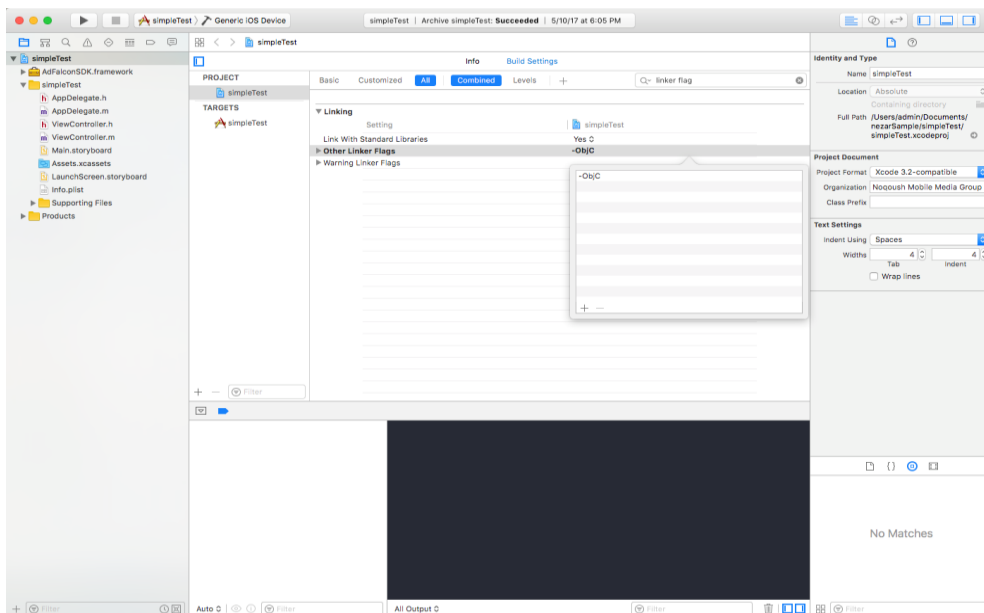 simpleTest Generic iOS Device
simpleTest | Archive simpleTest: Succeeded | 5/10/17 at 6:05 PM
simpleTest
AdFalconSDK.framework
simpleTest
AppDelegate.h
AppDelegate.m
ViewController.h
ViewController.m
Main.storyboard
Assets.xcassets
LaunchScreen.storyboard
Info.plist
Supporting Files
Products
Filter
simpleTest
Info Build Settings
PROJECT
simpleTest
TARGETS
simpleTest
Filter
Basic Customized All Combined Levels +
linker flag
Linking
Setting simpleTest
Link With Standard Libraries Yes
Other Linker Flags -ObjC
Warning Linker Flags
-ObjC
Auto Filter
All Output Filter
Identity and Type
Name simpleTest
Location Absolute
Containing directory
Full Path /Users/admin/Documents/
nezarSample/simpleTest/
simpleTest.xcodeproj
Project Document
Project Format Xcode 3.2-compatible
Organization Noqoush Mobile Media Group
Class Prefix
Text Settings
Indent Using Spaces
Widths 4 4
Tab Indent
Wrap lines
No Matches
Filter